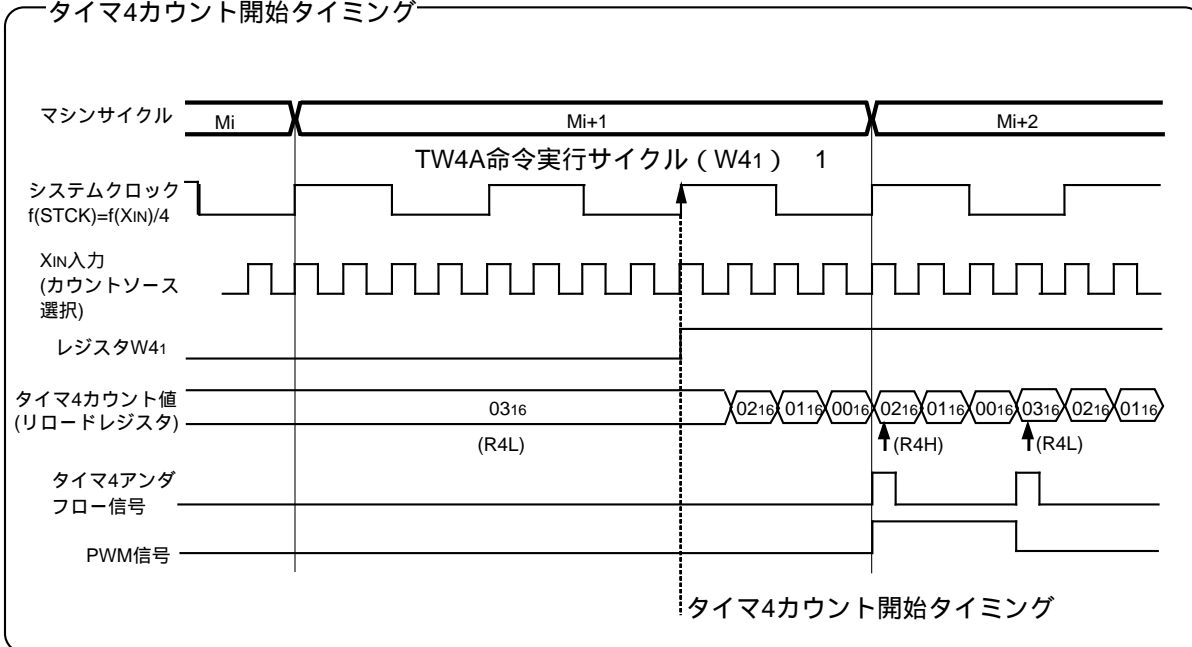 タイマ4カウント開始タイミング
マシンサイクル
Mi
Mi+1
Mi+2
TW4A命令実行サイクル（W41） 1
システムクロック
f(STCK)=f(XIN)/4
XIN入力
(カウントソース
選択)
レジスタW41
タイマ4カウント値
(リロードレジスタ)
0316
0216 0116 0016 0216 0116 0016 0316 0216 0116
(R4L)
(R4H)
(R4L)
タイマ4アンダ
フロー信号
PWM信号
タイマ4カウント開始タイミング